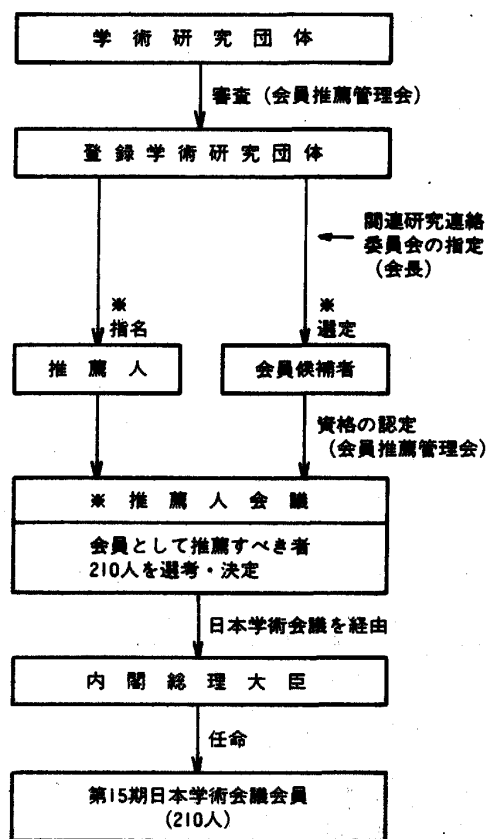 学術研究団体
審査（会員推薦管理会）
登録学術研究団体
関連研究連絡
委員会の指定
（会長）
※
指名
※
選定
推薦人
会員候補者
資格の認定
（会員推薦管理会）
※ 推薦人会議
会員として推薦すべき者
210人を選考・決定
日本学術会議を経由
内閣総理大臣
任命
第15期日本学術会議会員
（210人）